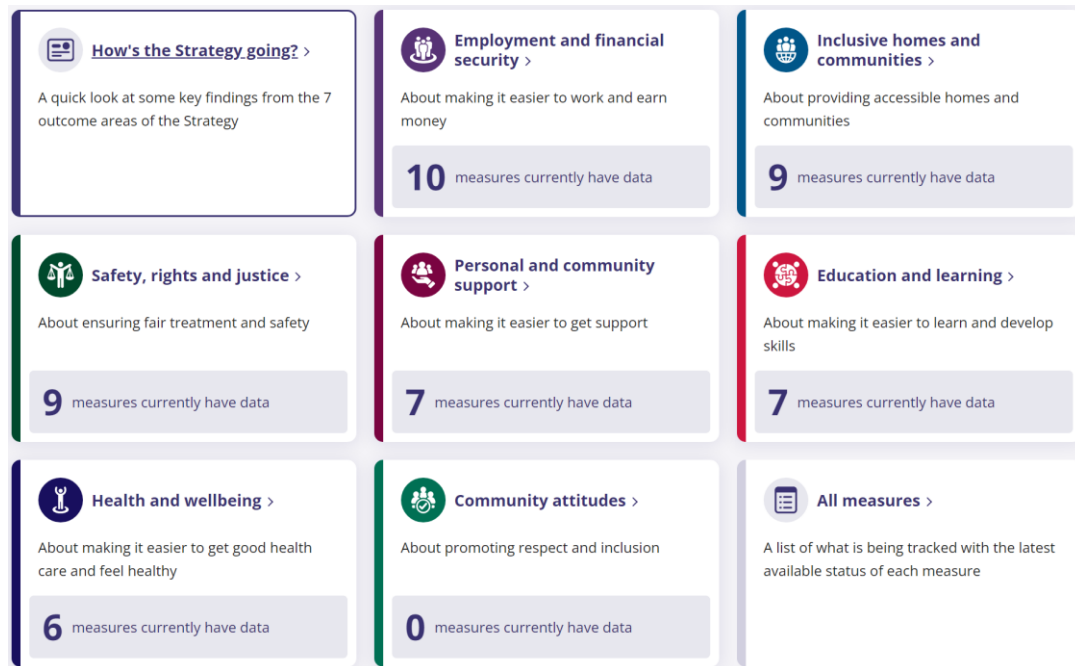 How's the Strategy going? >
A quick look at some key findings from the 7
outcome areas of the Strategy
Employment and financial
security >
About making it easier to work and earn
money
10 measures currently have data
Inclusive homes and
communities >
About providing accessible homes and
communities
9 measures currently have data
Safety, rights and justice >
About ensuring fair treatment and safety
9 measures currently have data
Personal and community
support >
About making it easier to get support
7 measures currently have data
Education and learning >
About making it easier to learn and develop
skills
7 measures currently have data
Health and wellbeing >
About making it easier to get good health
care and feel healthy
6 measures currently have data
Community attitudes >
About promoting respect and inclusion
0 measures currently have data
All measures >
A list of what is being tracked with the latest
available status of each measure